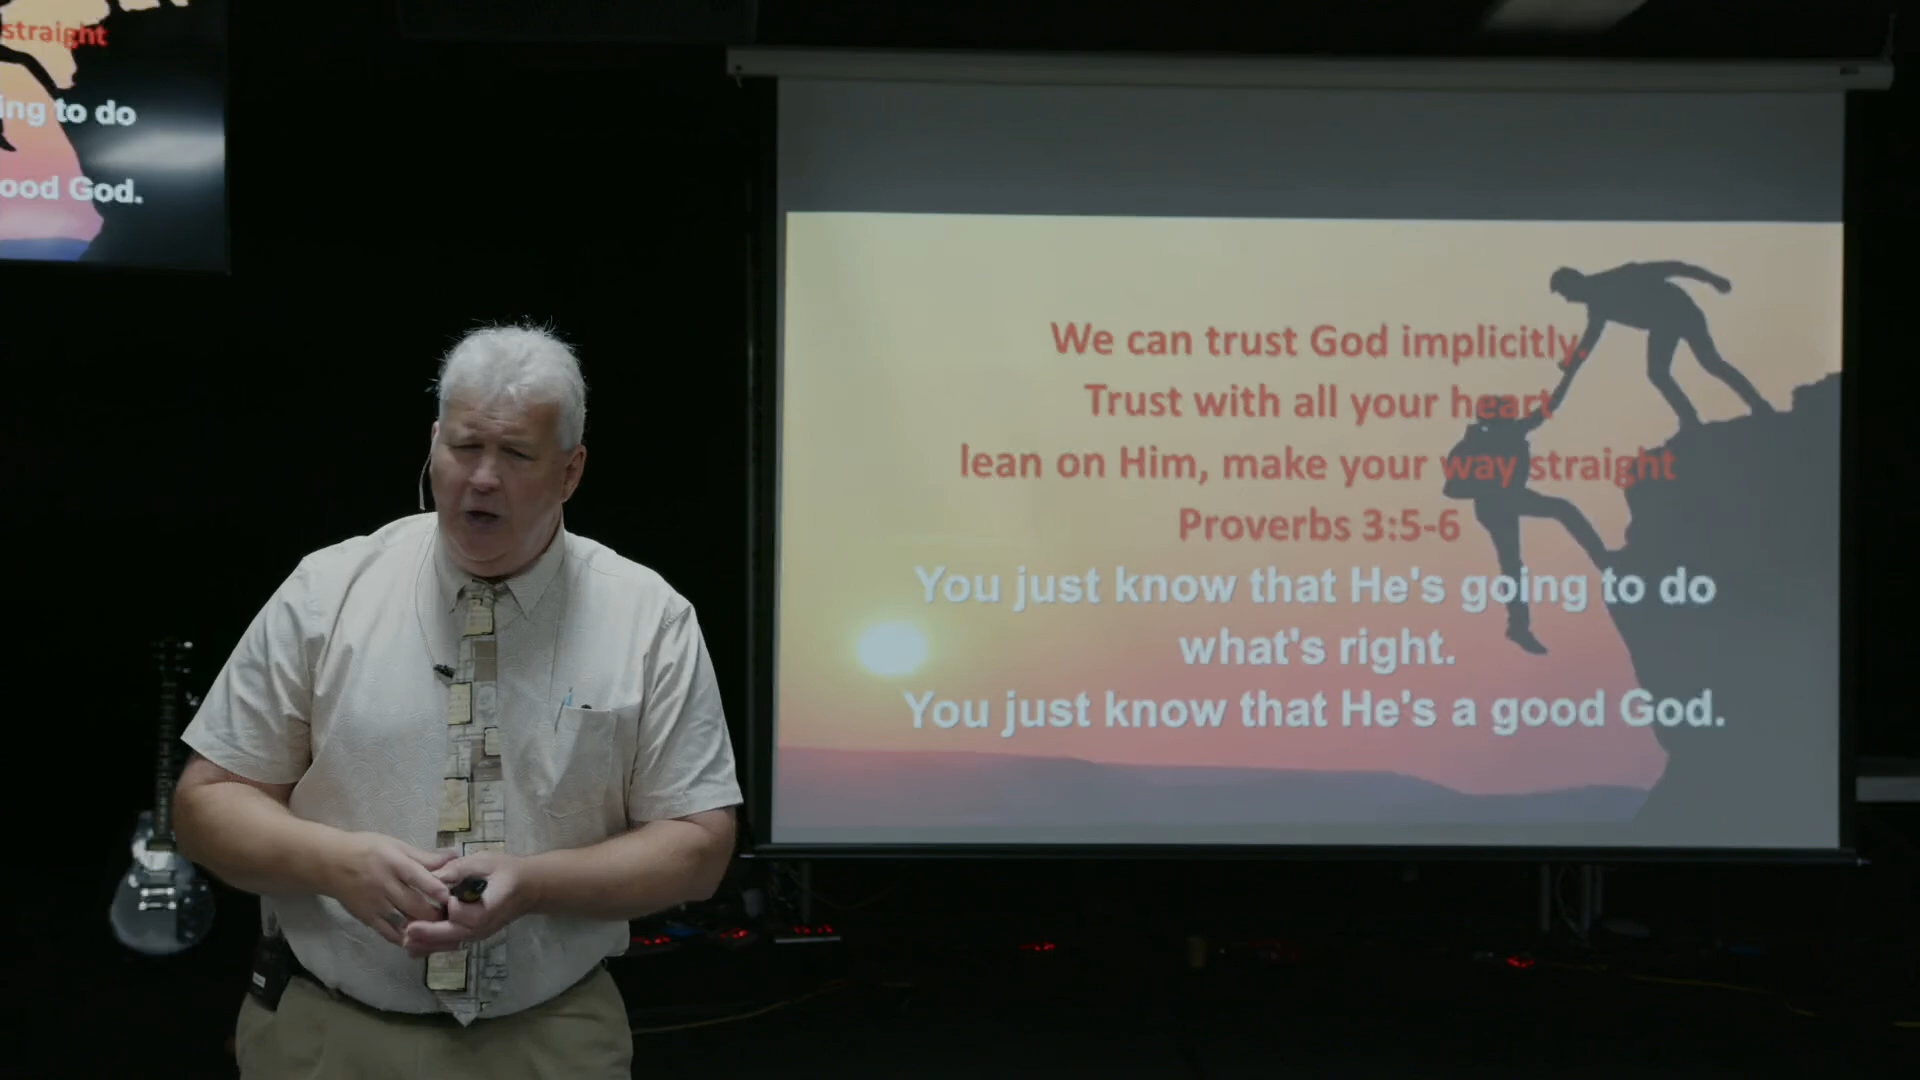 straight
ing to do
ood God.
We can trust God implicitly.
Trust with all your heart
lean on Him, make your way straight
Proverbs 3:5-6
You just know that He's going to do
what's right.
You just know that He's a good God.